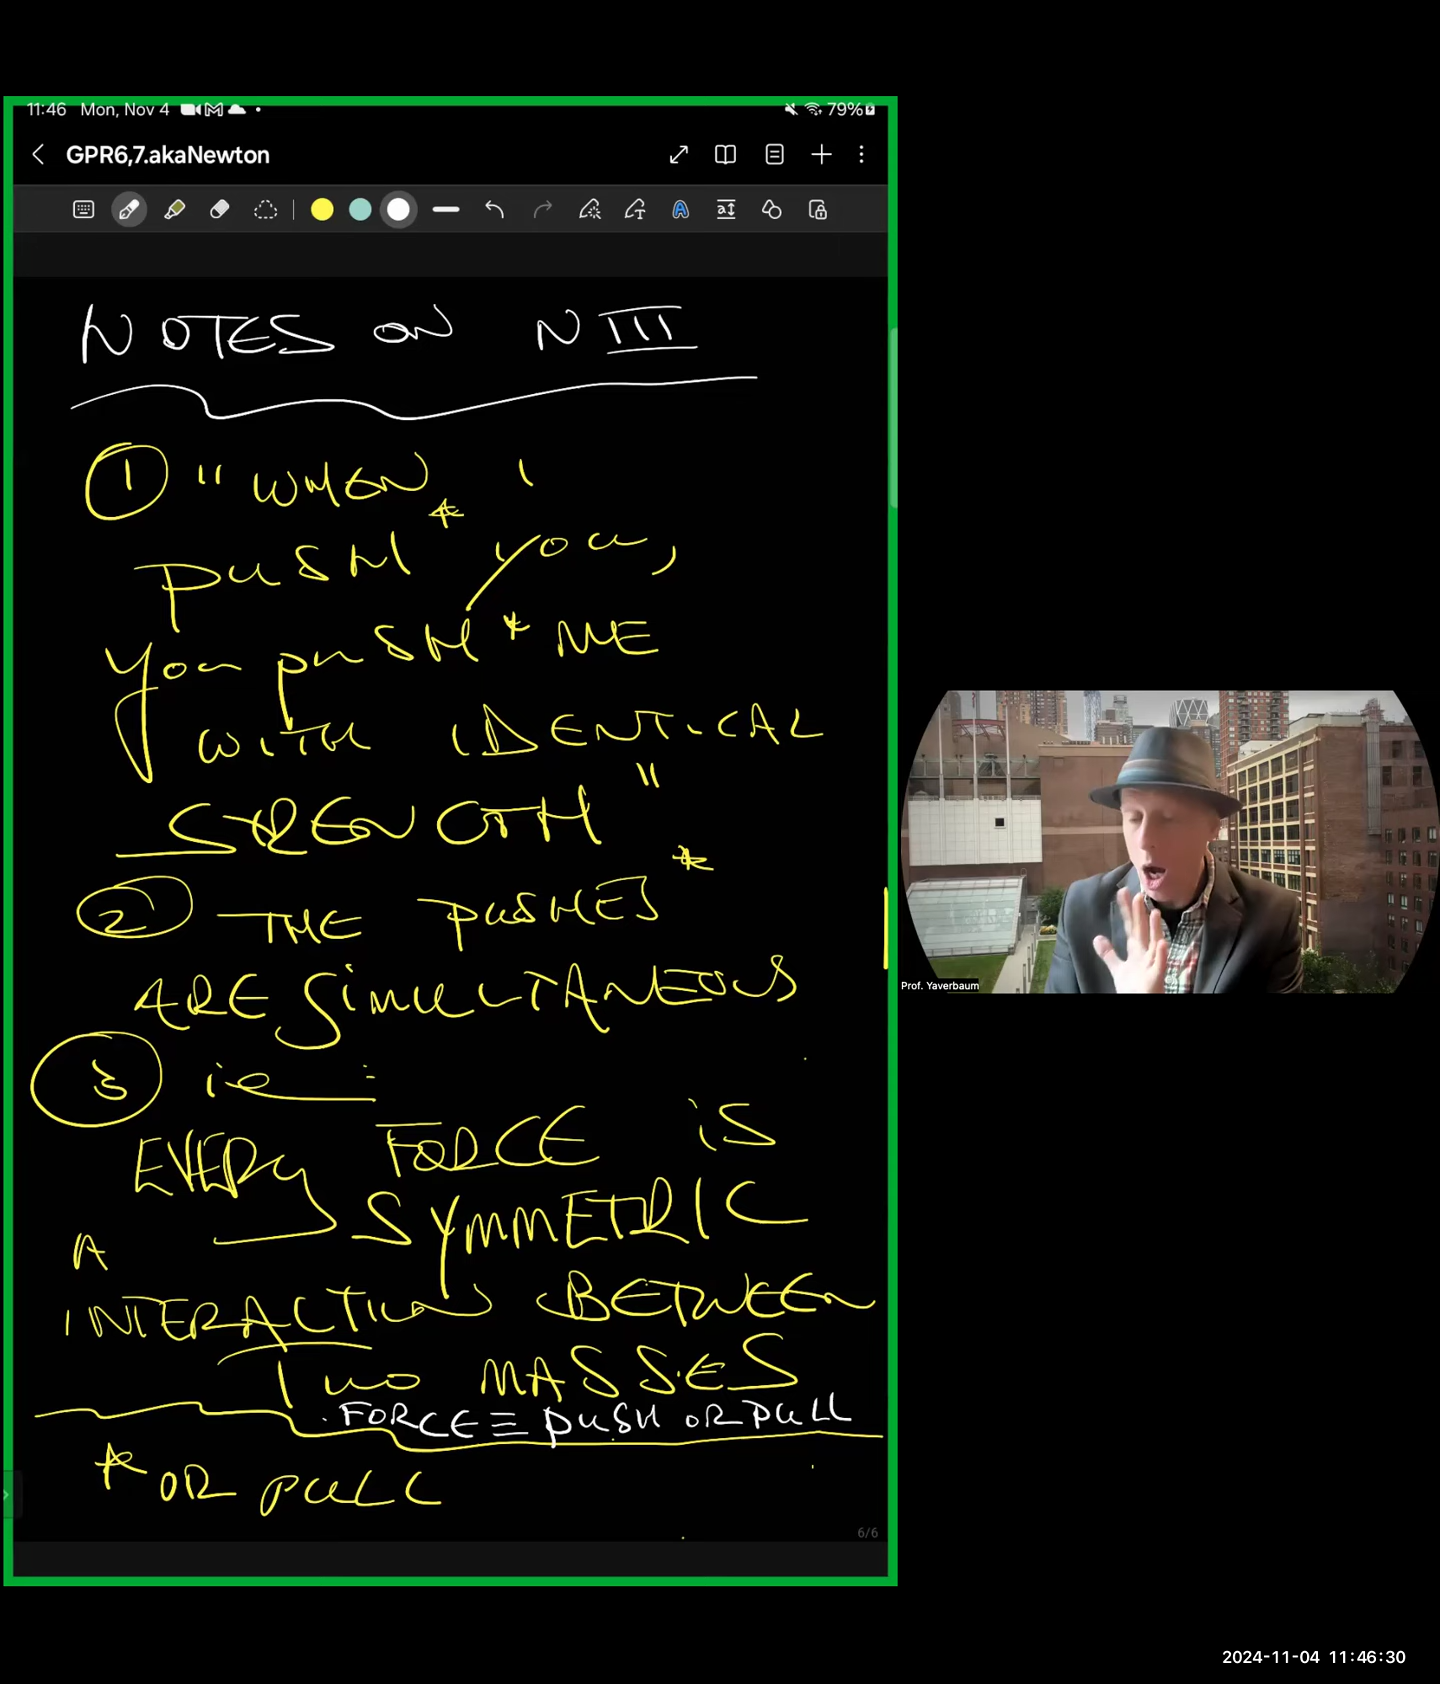 11:46 Mon, Nov 4 79%
GPR6,7.akaNewton
NOTES ON N III
① "WHEN I
PUSH* YOU,
YOU PUSH* ME
WITH IDENTICAL
STRENGTH"
② THE PUSHES*
ARE SIMULTANEOUS
③ ie:
EVERY FORCE IS
A SYMMETRIC
INTERACTION BETWEEN
TWO MASSES
FORCE ≡ PUSH OR PULL
* OR PULL
6/6
Prof. Yaverbaum
2024-11-04 11:46:30